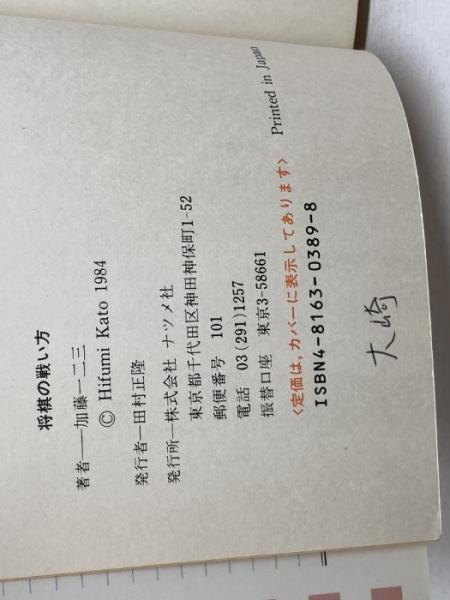 将棋の戦い方
著者──加藤一二三
© Hifumi Kato 1984
発行者─田村正隆
発行所─株式会社 ナツメ社
東京都千代田区神田神保町1-52
郵便番号 101
電話 03(291)1257
振替口座 東京3-58661
〈定価は,カバーに表示してあります〉
ISBN4-8163-0389-8
Printed in Japan
大崎